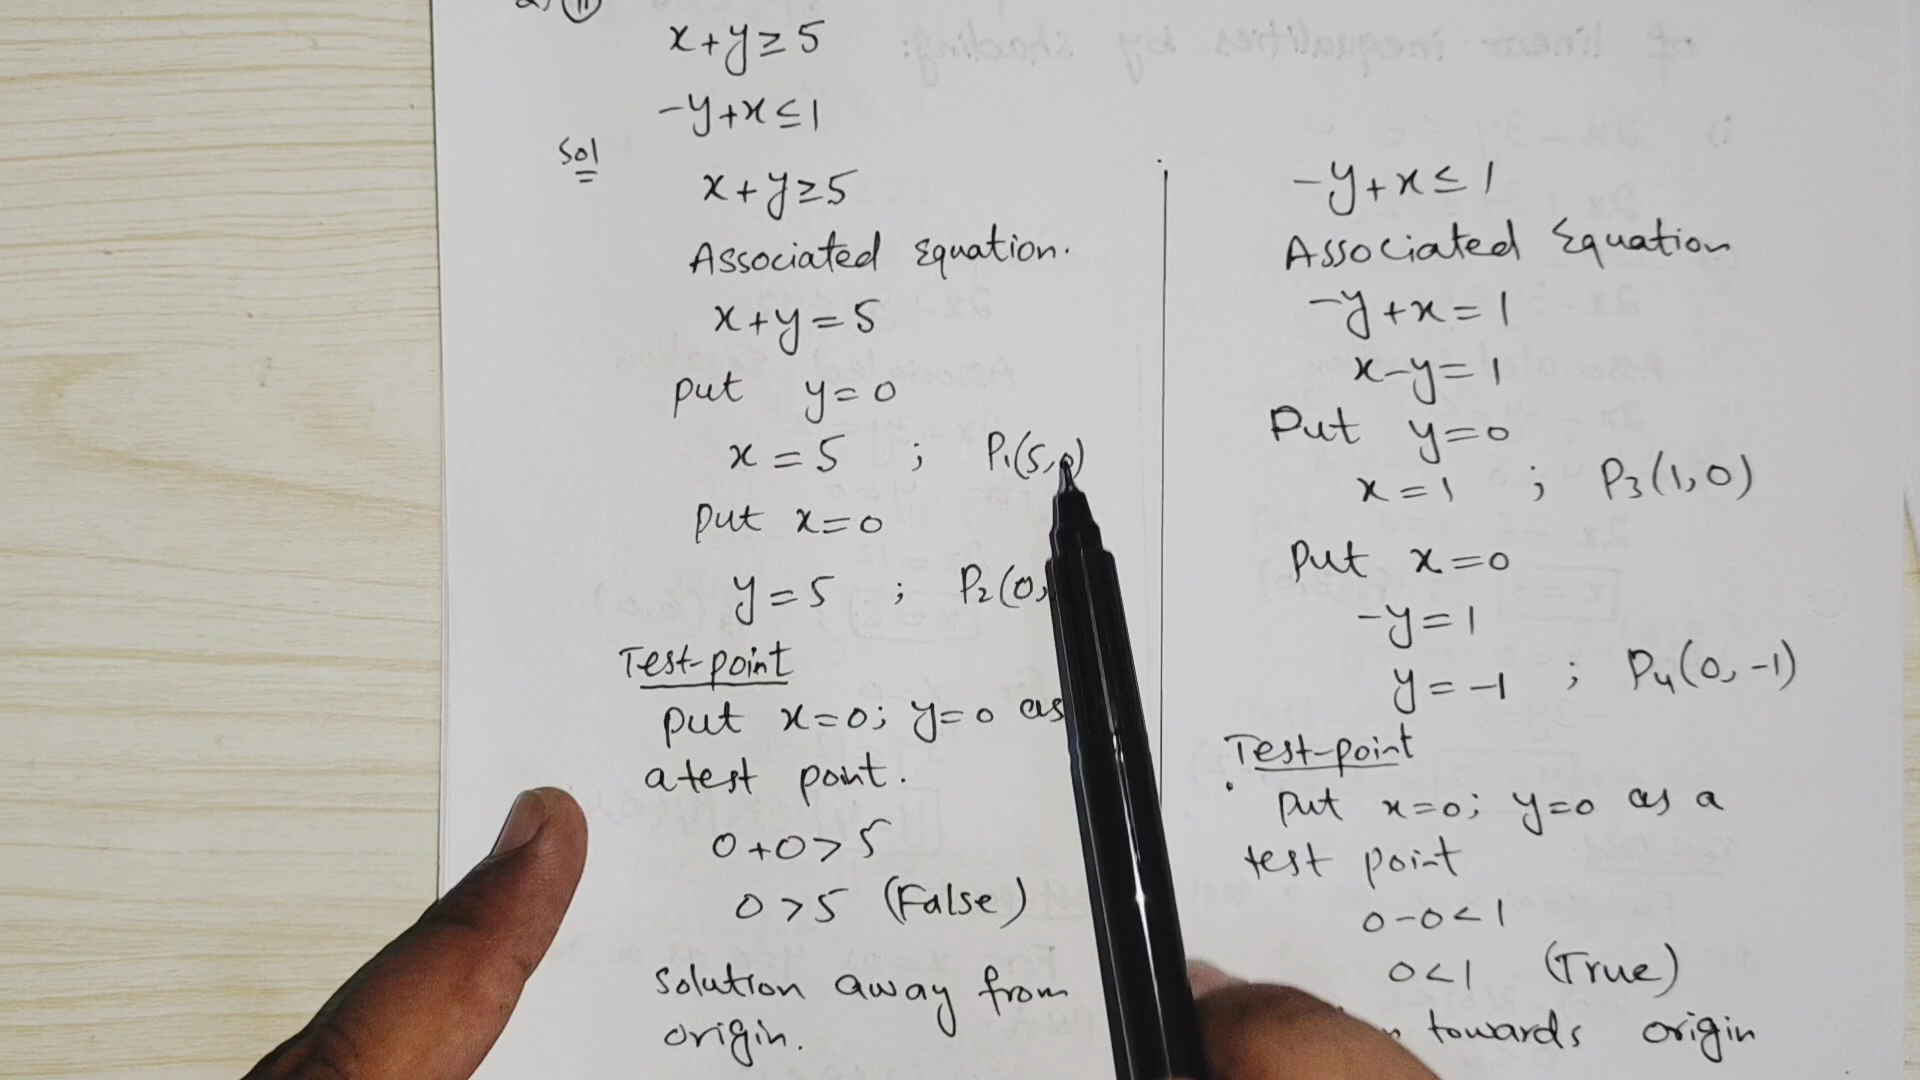 x+y≥5
-y+x≤1
Sol
x+y≥5
Associated Equation.
x+y=5
put y=0
x=5 ; P₁(5,0)
put x=0
y=5 ; P₂(0,
Test-point
put x=0; y=0 as
a test point.
0+0>5
0>5 (False)
solution away from
origin.
-y+x≤1
Associated Equation
-y+x=1
x-y=1
Put y=0
x=1 ; P₃(1,0)
Put x=0
-y=1
y=-1 ; P₄(0,-1)
Test-point
Put x=0; y=0 as a
test point
0-0<1
0<1 (True)
towards origin